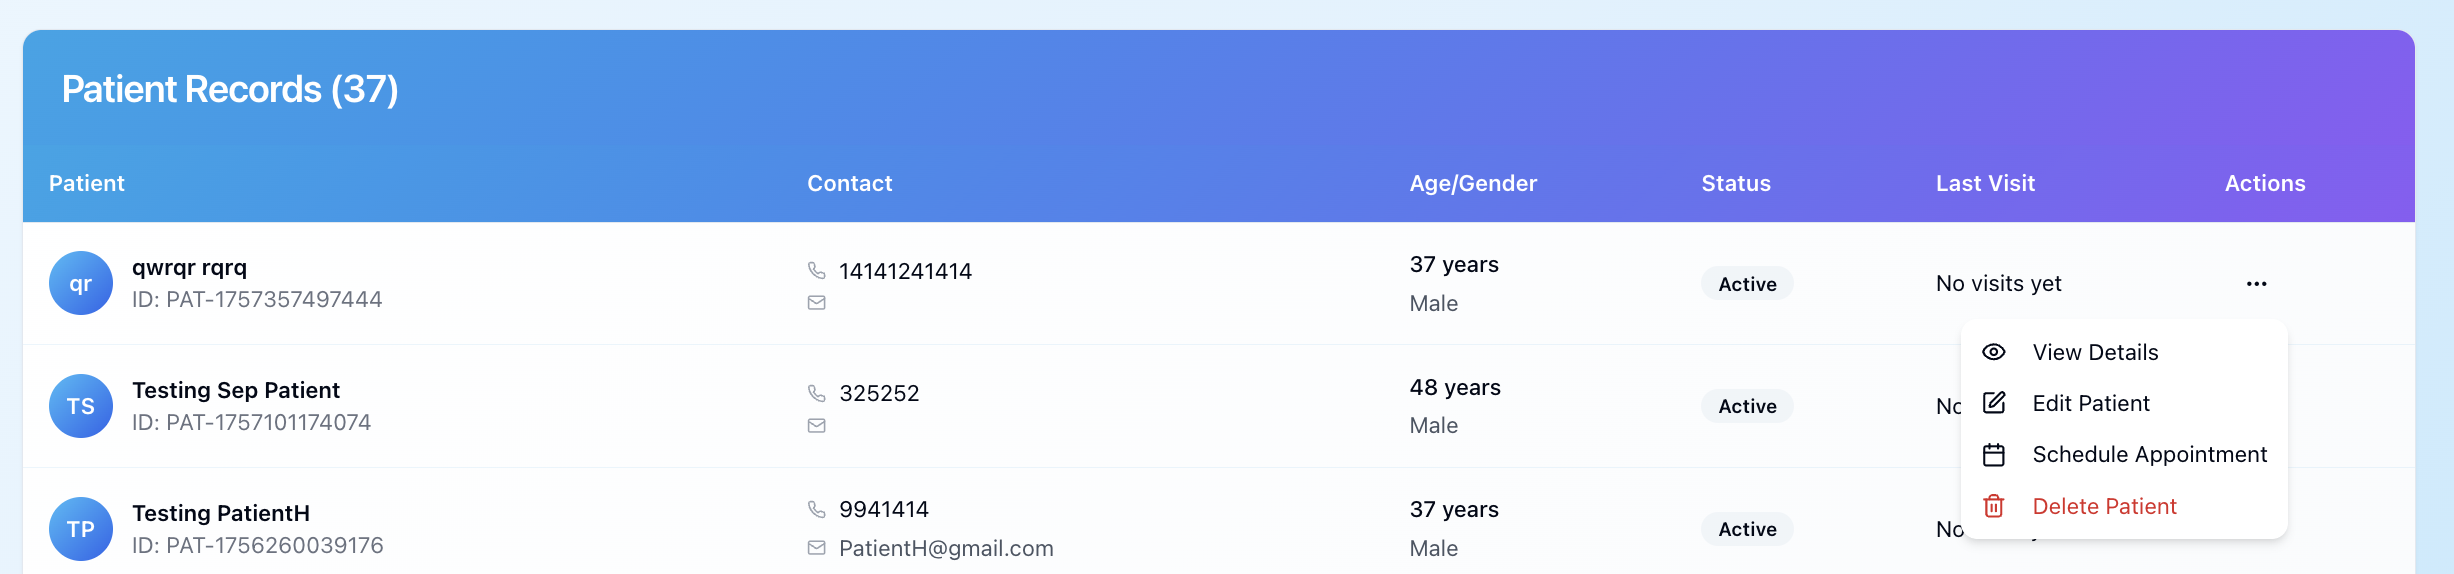 Patient Records (37)
Patient Contact Age/Gender Status Last Visit Actions
qr qwrqr rqrq 14141241414 37 years Active No visits yet ...
ID: PAT-1757357497444 Male
View Details
TS Testing Sep Patient 325252 48 years Active
ID: PAT-1757101174074 Male
Edit Patient
Schedule Appointment
TP Testing PatientH 9941414 37 years Active No
ID: PAT-1756260039176 PatientH@gmail.com Male
Delete Patient